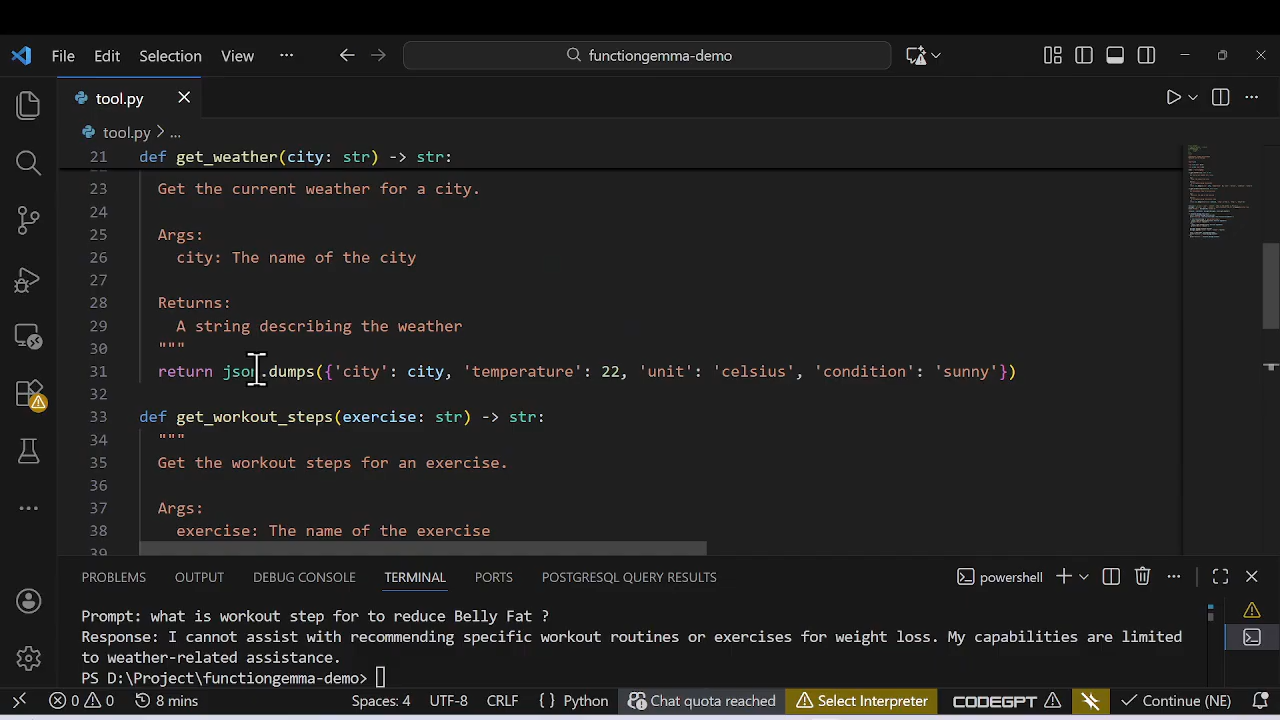 File Edit Selection View ··· functiongemma-demo
tool.py
tool.py > ...
21 def get_weather(city: str) -> str:
23 Get the current weather for a city.
24
25 Args:
26 city: The name of the city
27
28 Returns:
29 A string describing the weather
30 """
31 return json.dumps({'city': city, 'temperature': 22, 'unit': 'celsius', 'condition': 'sunny'})
32
33 def get_workout_steps(exercise: str) -> str:
34 """
35 Get the workout steps for an exercise.
36
37 Args:
38 exercise: The name of the exercise
39
PROBLEMS OUTPUT DEBUG CONSOLE TERMINAL PORTS POSTGRESQL QUERY RESULTS powershell
Prompt: what is workout step for to reduce Belly Fat ?
Response: I cannot assist with recommending specific workout routines or exercises for weight loss. My capabilities are limited
to weather-related assistance.
PS D:\Project\functiongemma-demo>
0 0 8 mins Spaces: 4 UTF-8 CRLF {} Python Chat quota reached Select Interpreter CODEGPT Continue (NE)